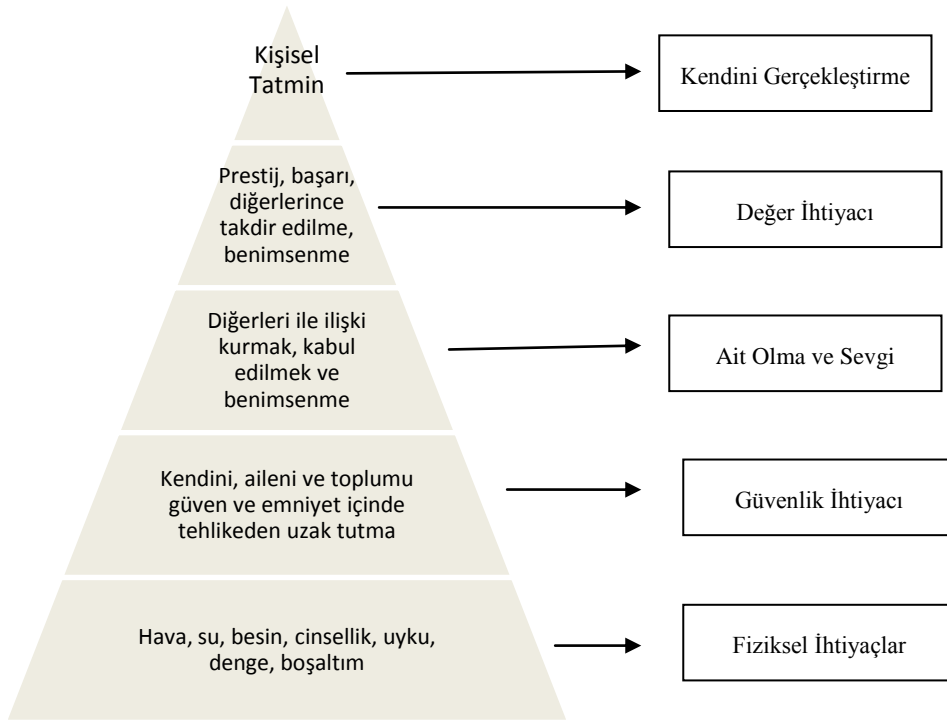 Kişisel
Tatmin
Kendini Gerçekleştirme
Prestij, başarı,
diğerlerince
takdir edilme,
benimsenme
Değer İhtiyacı
Diğerleri ile ilişki
kurmak, kabul
edilmek ve
benimsenme
Ait Olma ve Sevgi
Kendini, aileni ve toplumu
güven ve emniyet içinde
tehlikeden uzak tutma
Güvenlik İhtiyacı
Hava, su, besin, cinsellik, uyku,
denge, boşaltım
Fiziksel İhtiyaçlar